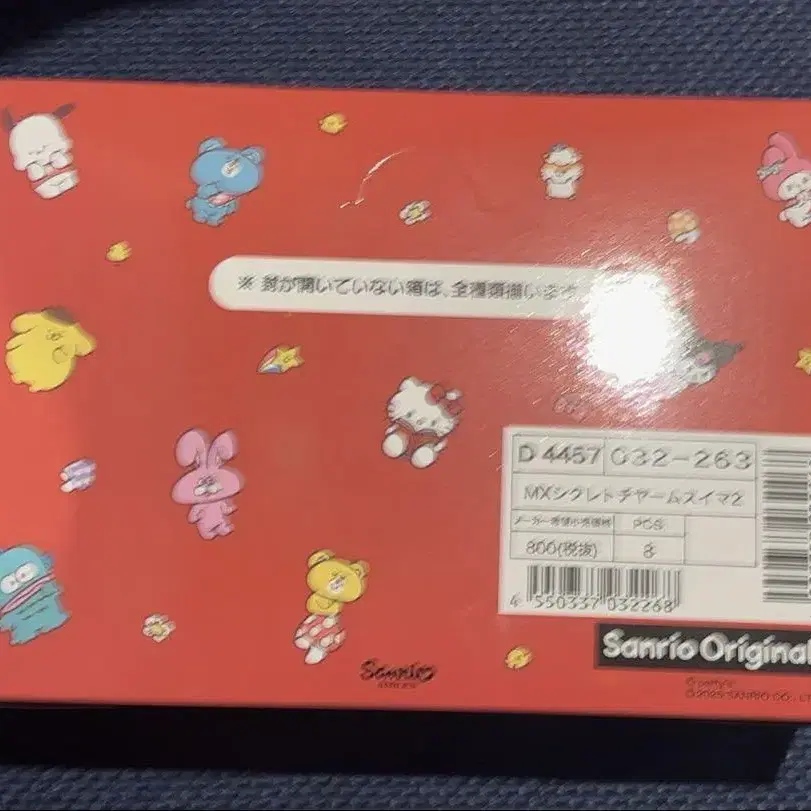 ※ 封が開いていない箱は、全種類揃います
D 4457 032-263
MXシクレトチヤームスイマ2
メーカー希望小売価格 PCS
800(税抜) 8
4 550337 032268
Sanrio Original
Sanrio